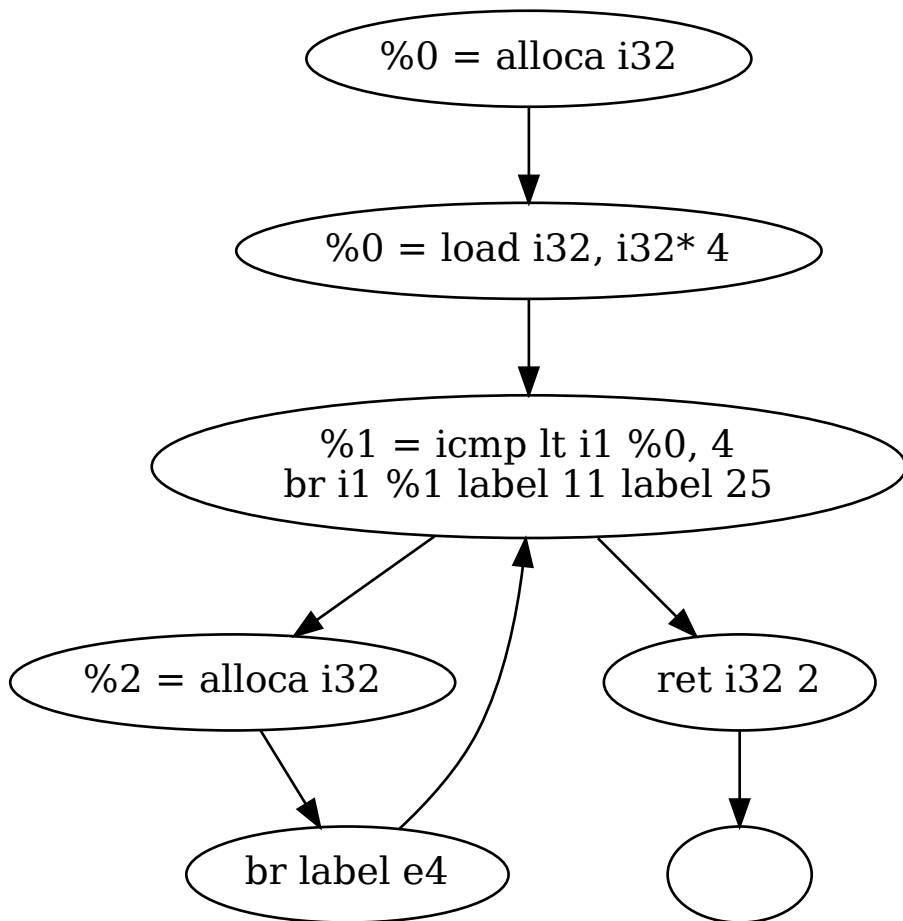 %0 = alloca i32
%0 = load i32, i32* 4
%1 = icmp lt i1 %0, 4
br i1 %1 label 11 label 25
%2 = alloca i32
ret i32 2
br label e4